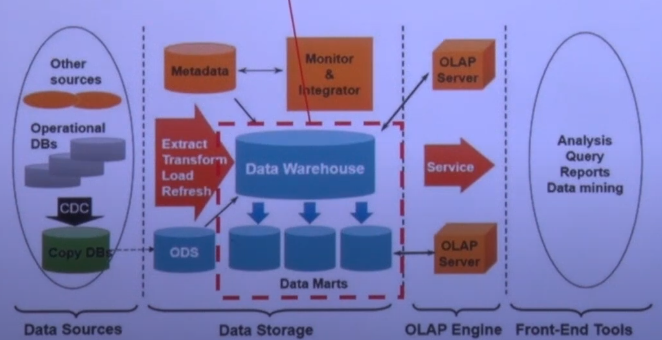 Other
sources
Operational
DBs
CDC
Copy DBs
Metadata
Monitor
&
Integrator
Extract
Transform
Load
Refresh
Data Warehouse
ODS
Data Marts
OLAP
Server
Service
OLAP
Server
Analysis
Query
Reports
Data mining
Data Sources
Data Storage
OLAP Engine
Front-End Tools